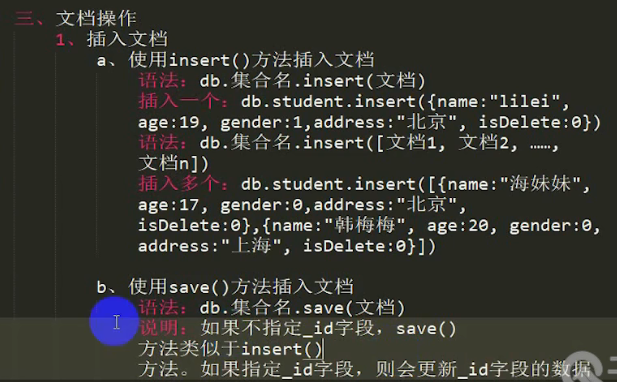 三、文档操作
1、插入文档
a、使用insert()方法插入文档
语法：db.集合名.insert(文档)
插入一个：db.student.insert({name:"lilei",
age:19, gender:1,address:"北京", isDelete:0})
语法：db.集合名.insert([文档1, 文档2, ……,
文档n])
插入多个：db.student.insert([{name:"海妹妹",
age:17, gender:0,address:"北京",
isDelete:0},{name:"韩梅梅", age:20, gender:0,
address:"上海", isDelete:0}])
b、使用save()方法插入文档
语法：db.集合名.save(文档)
说明：如果不指定_id字段，save()
方法类似于insert()
方法。如果指定_id字段，则会更新_id字段的数据